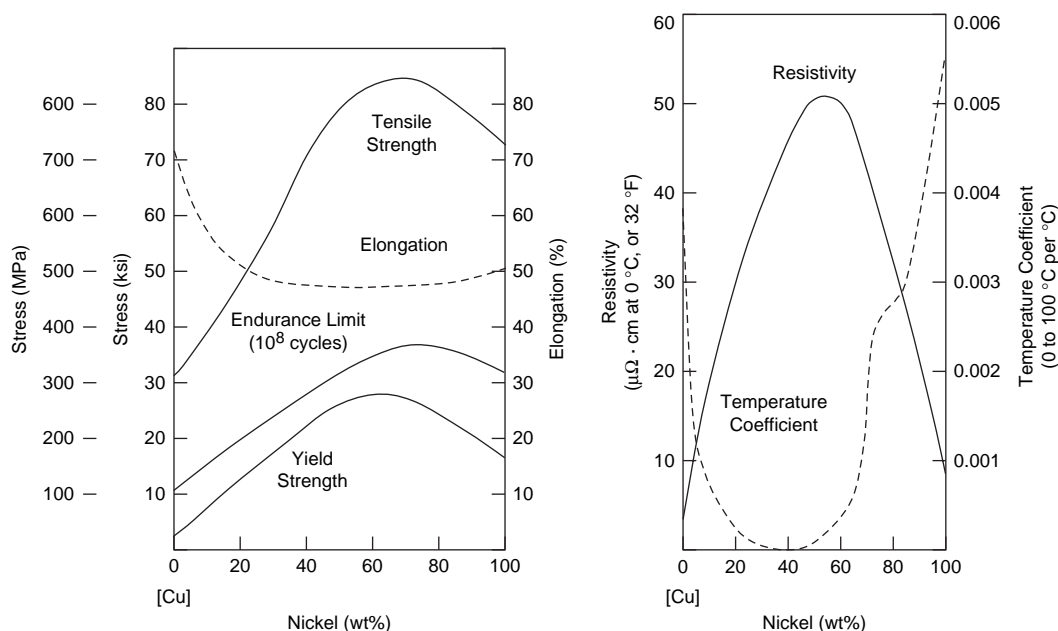 Stress (MPa)
600
700
600
500
400
300
200
100
Stress (ksi)
80
70
60
50
40
30
20
10
Tensile
Strength
Elongation
Endurance Limit
(10⁸ cycles)
Yield
Strength
80
70
60
50
40
30
20
10
Elongation (%)
0
20
40
60
80
100
[Cu]
Nickel (wt%)
Resistivity
(μΩ · cm at 0 °C, or 32 °F)
60
50
40
30
20
10
0
Resistivity
Temperature
Coefficient
0.006
0.005
0.004
0.003
0.002
0.001
Temperature Coefficient
(0 to 100 °C per °C)
0
20
40
60
80
100
[Cu]
Nickel (wt%)